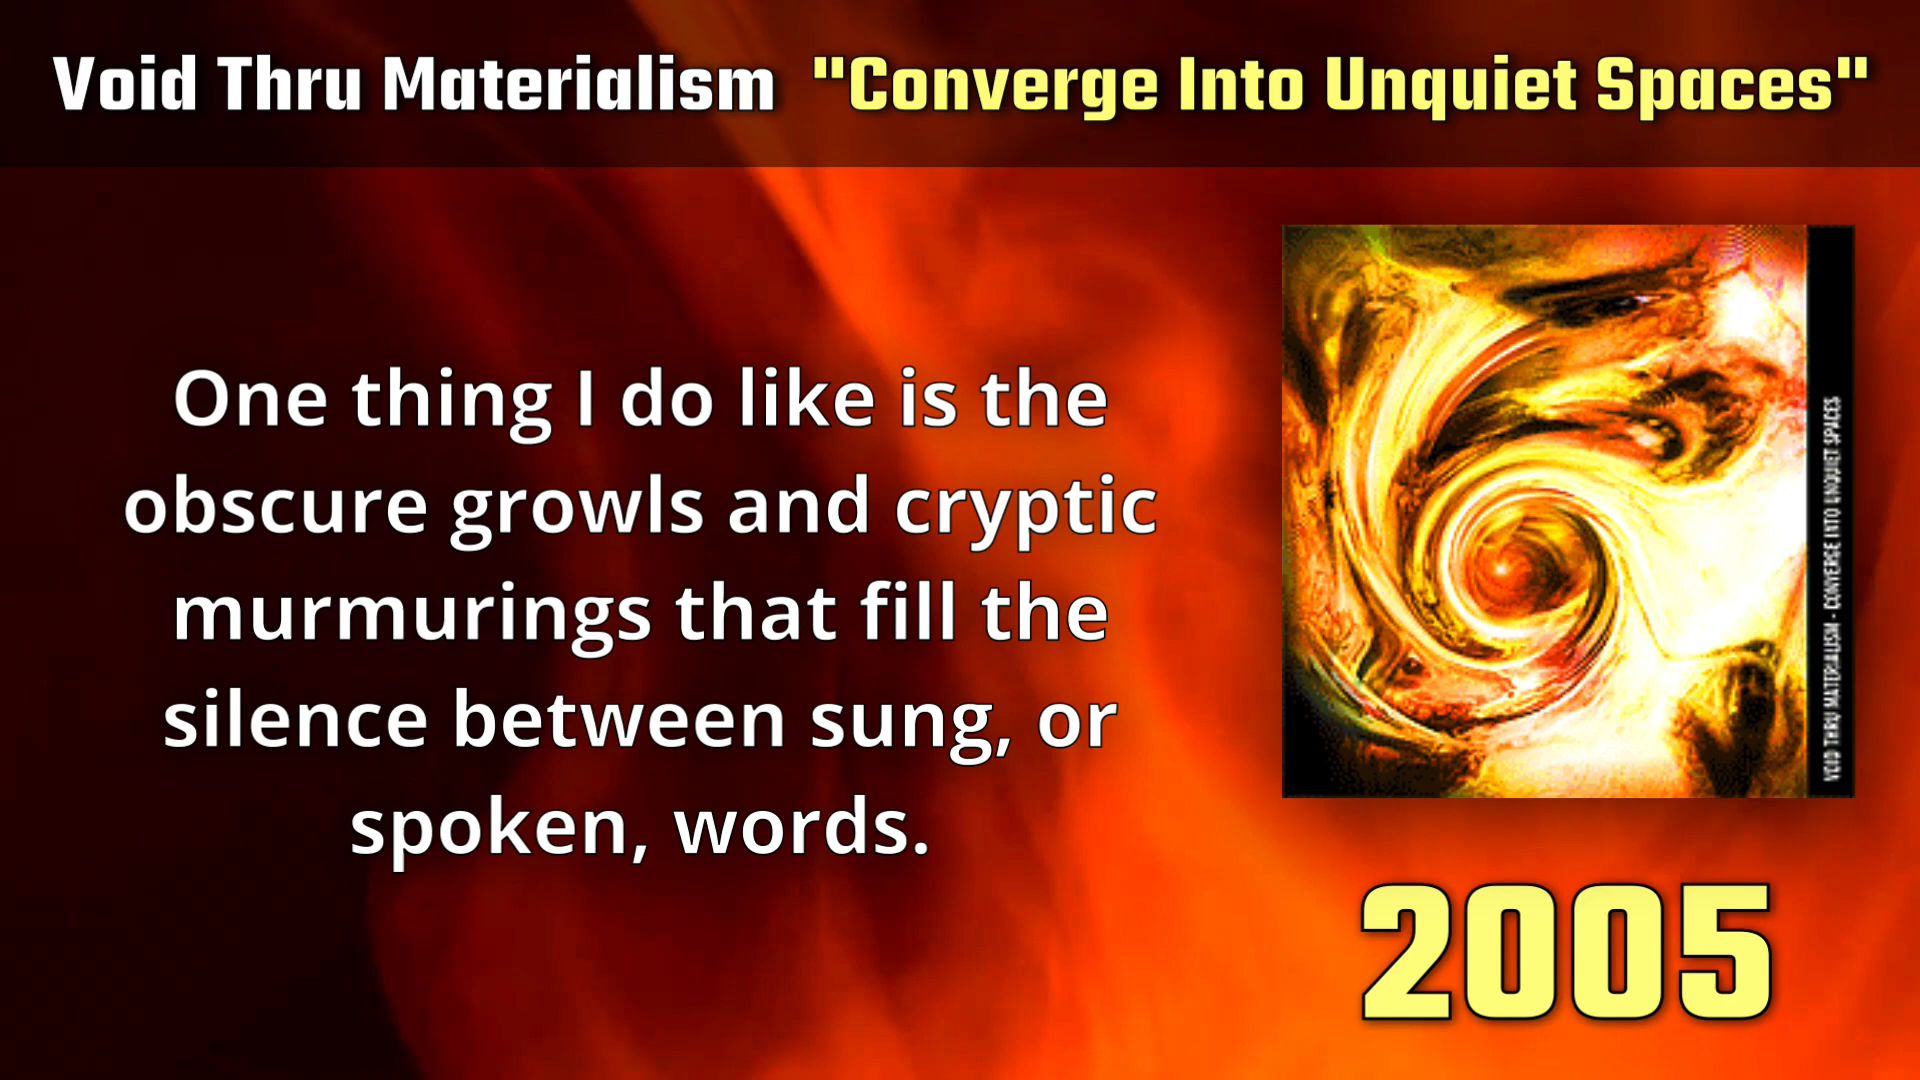 Void Thru Materialism "Converge Into Unquiet Spaces"
One thing I do like is the
obscure growls and cryptic
murmurings that fill the
silence between sung, or
spoken, words.
VOID THRU MATERIALISM - CONVERGE INTO UNQUIET SPACES
2005